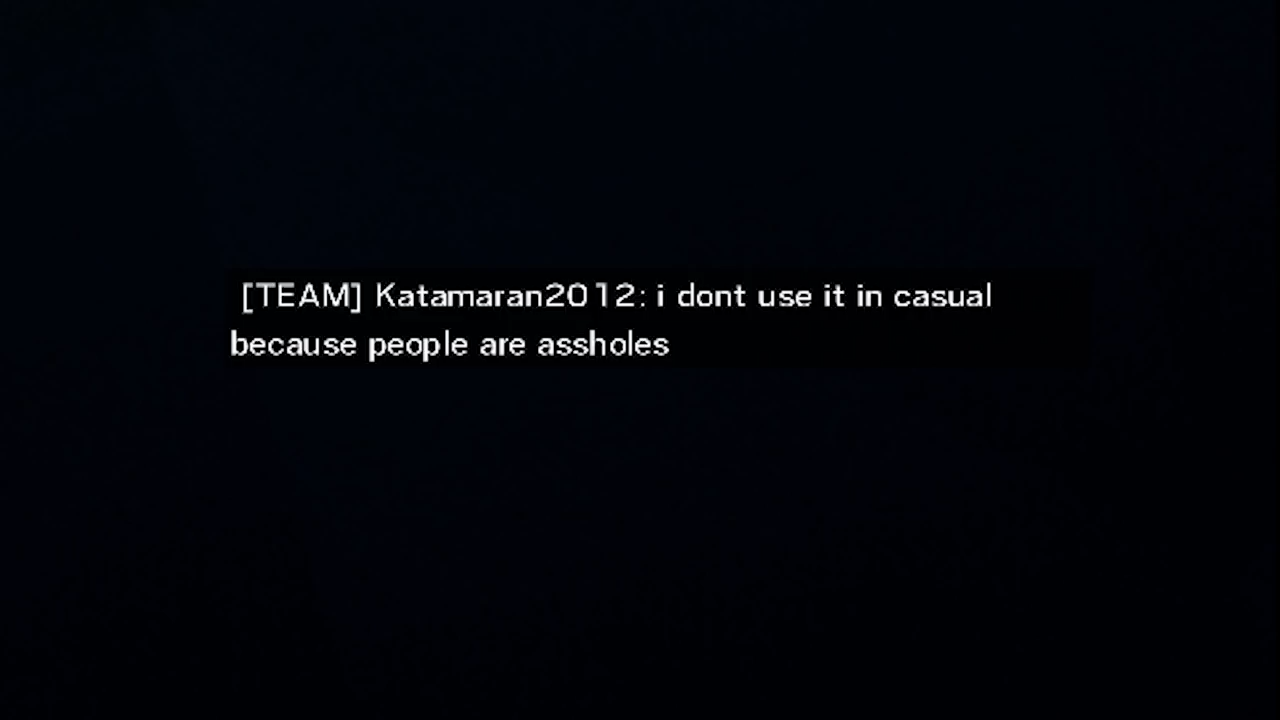 [TEAM] Katamaran2012: i dont use it in casual
because people are assholes